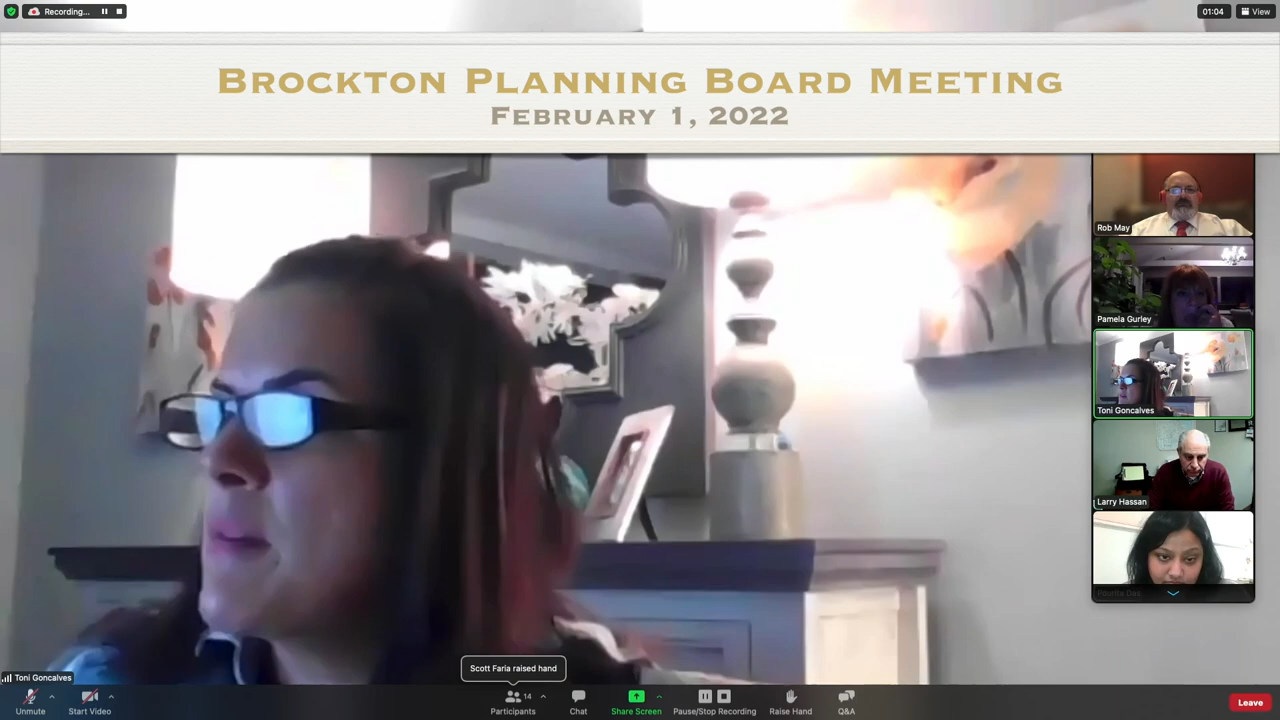 Recording...
01:04
View
BROCKTON PLANNING BOARD MEETING
FEBRUARY 1, 2022
Rob May
Pamela Gurley
Toni Goncalves
Larry Hassan
Pourita Das
Toni Goncalves
Scott Faria raised hand
Unmute
Start Video
14
Participants
Chat
Share Screen
Pause/Stop Recording
Raise Hand
Q&A
Leave